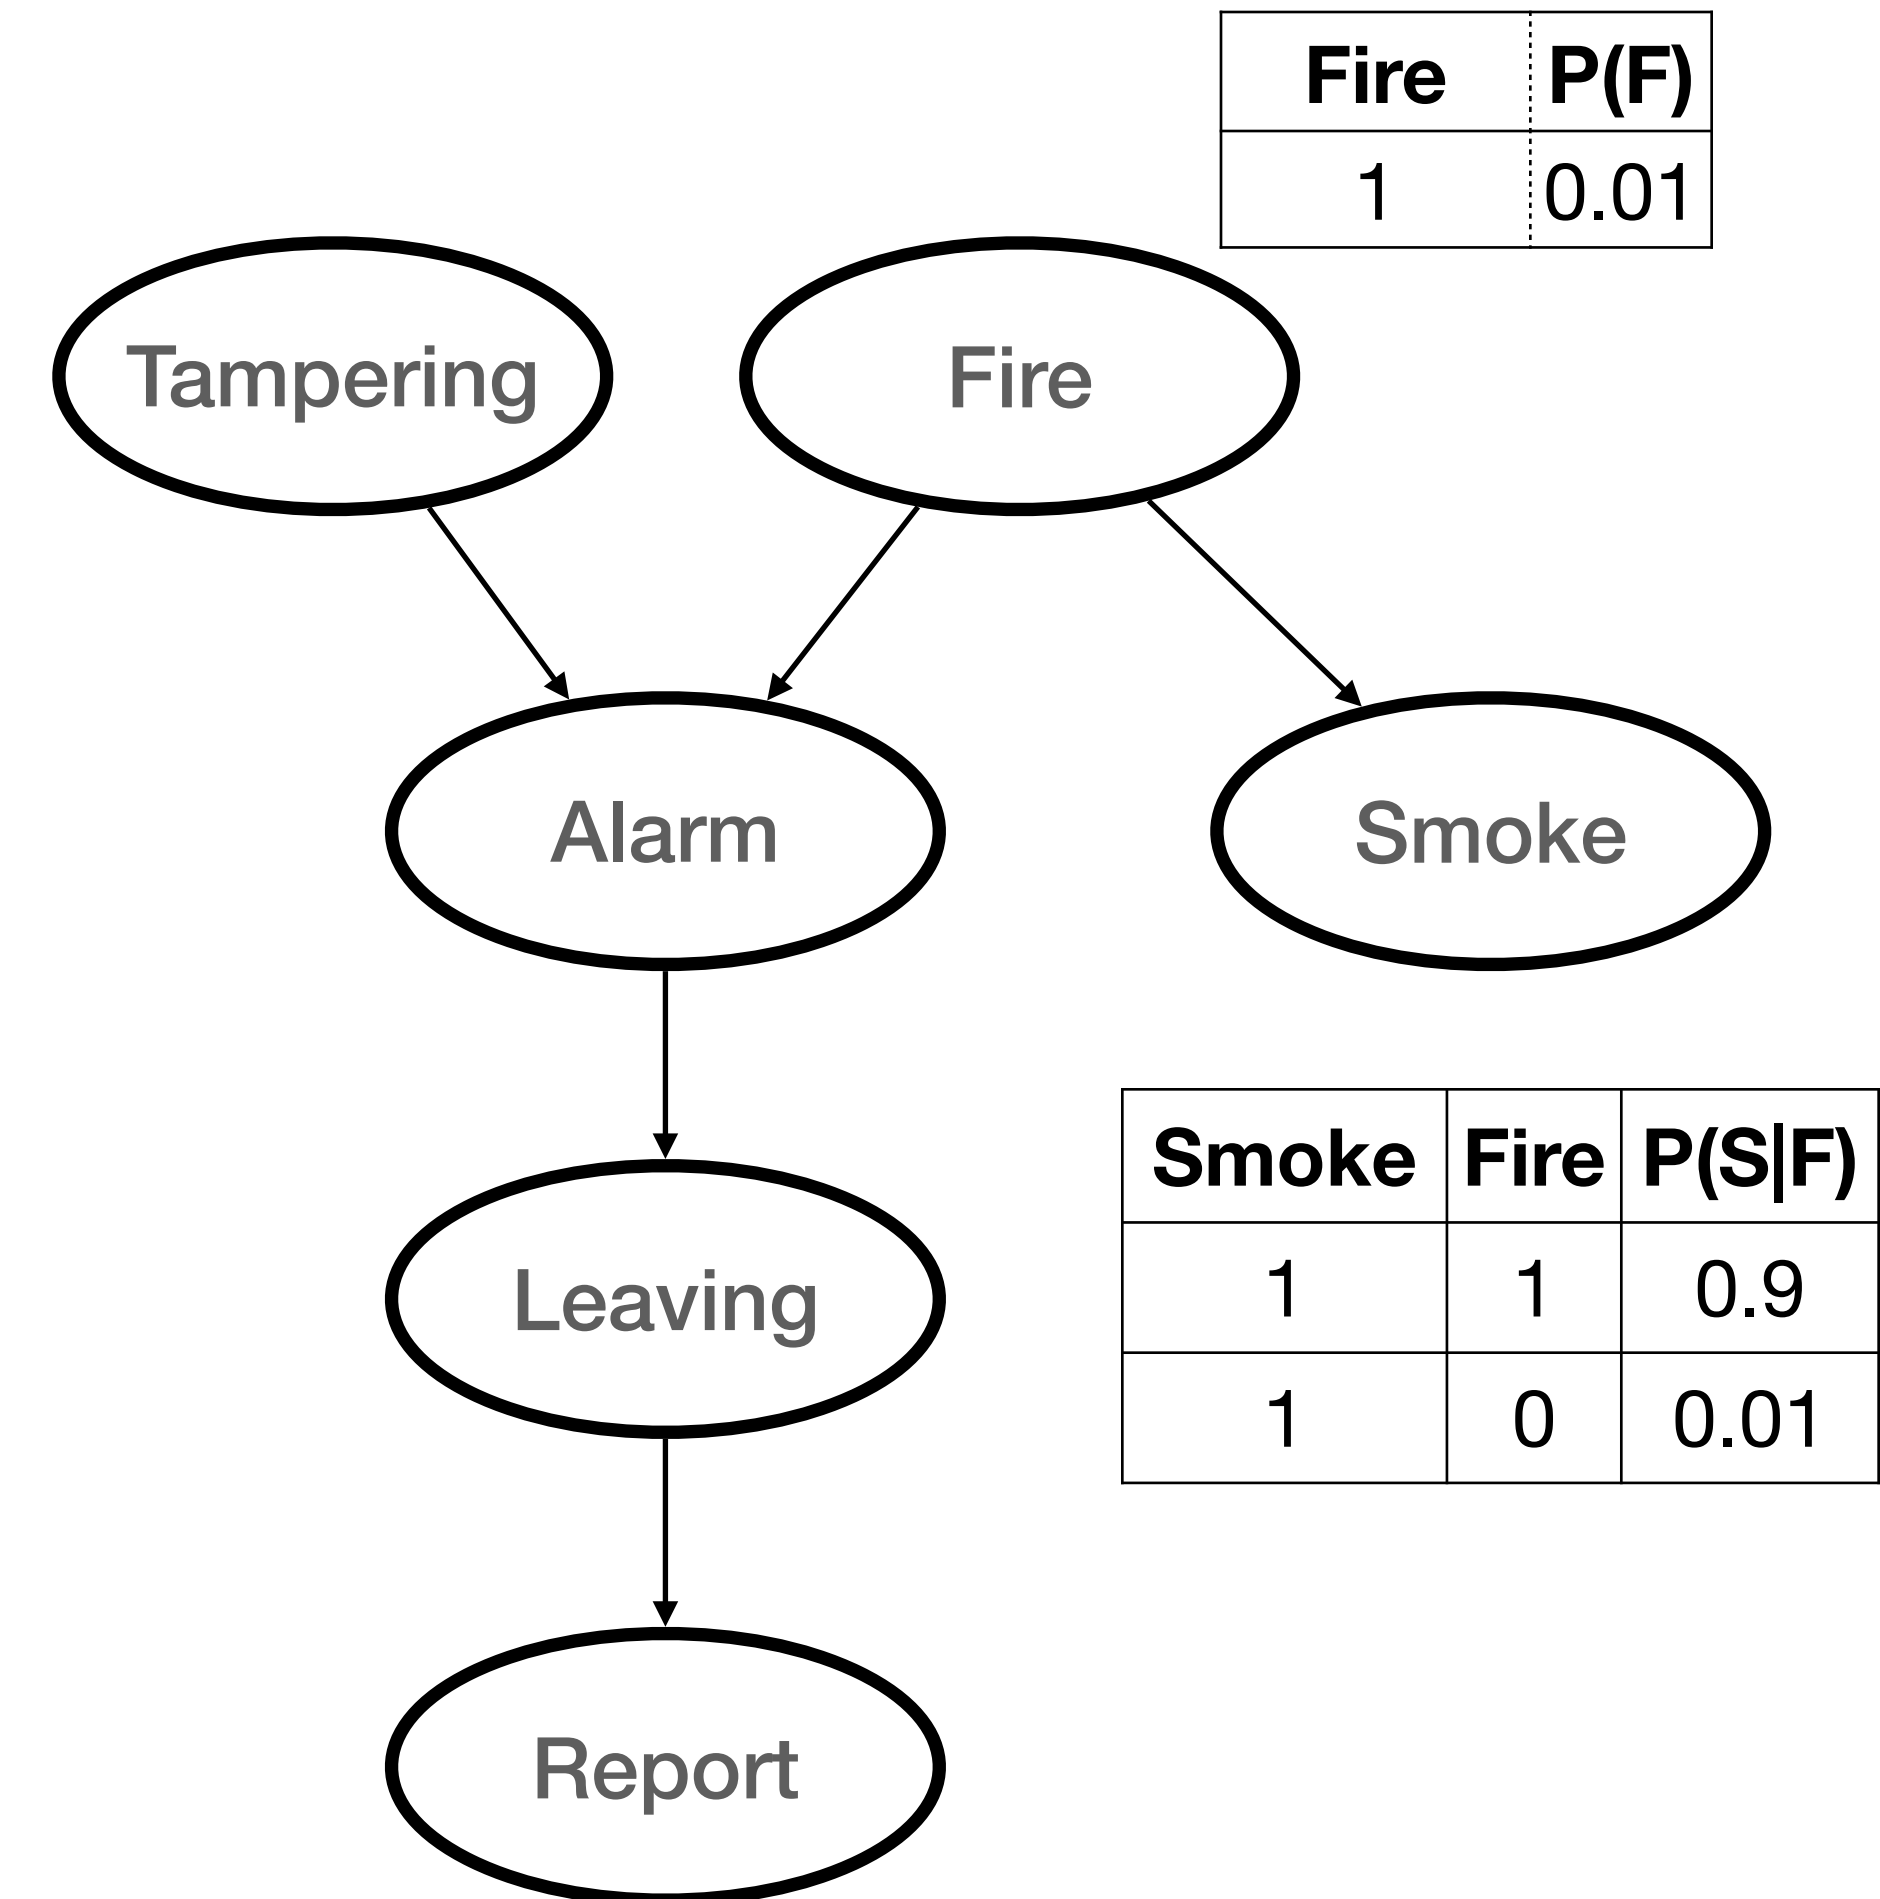 Fire P(F)
1 0.01
Tampering
Fire
Alarm
Smoke
Leaving
Smoke Fire P(S|F)
1 1 0.9
1 0 0.01
Report